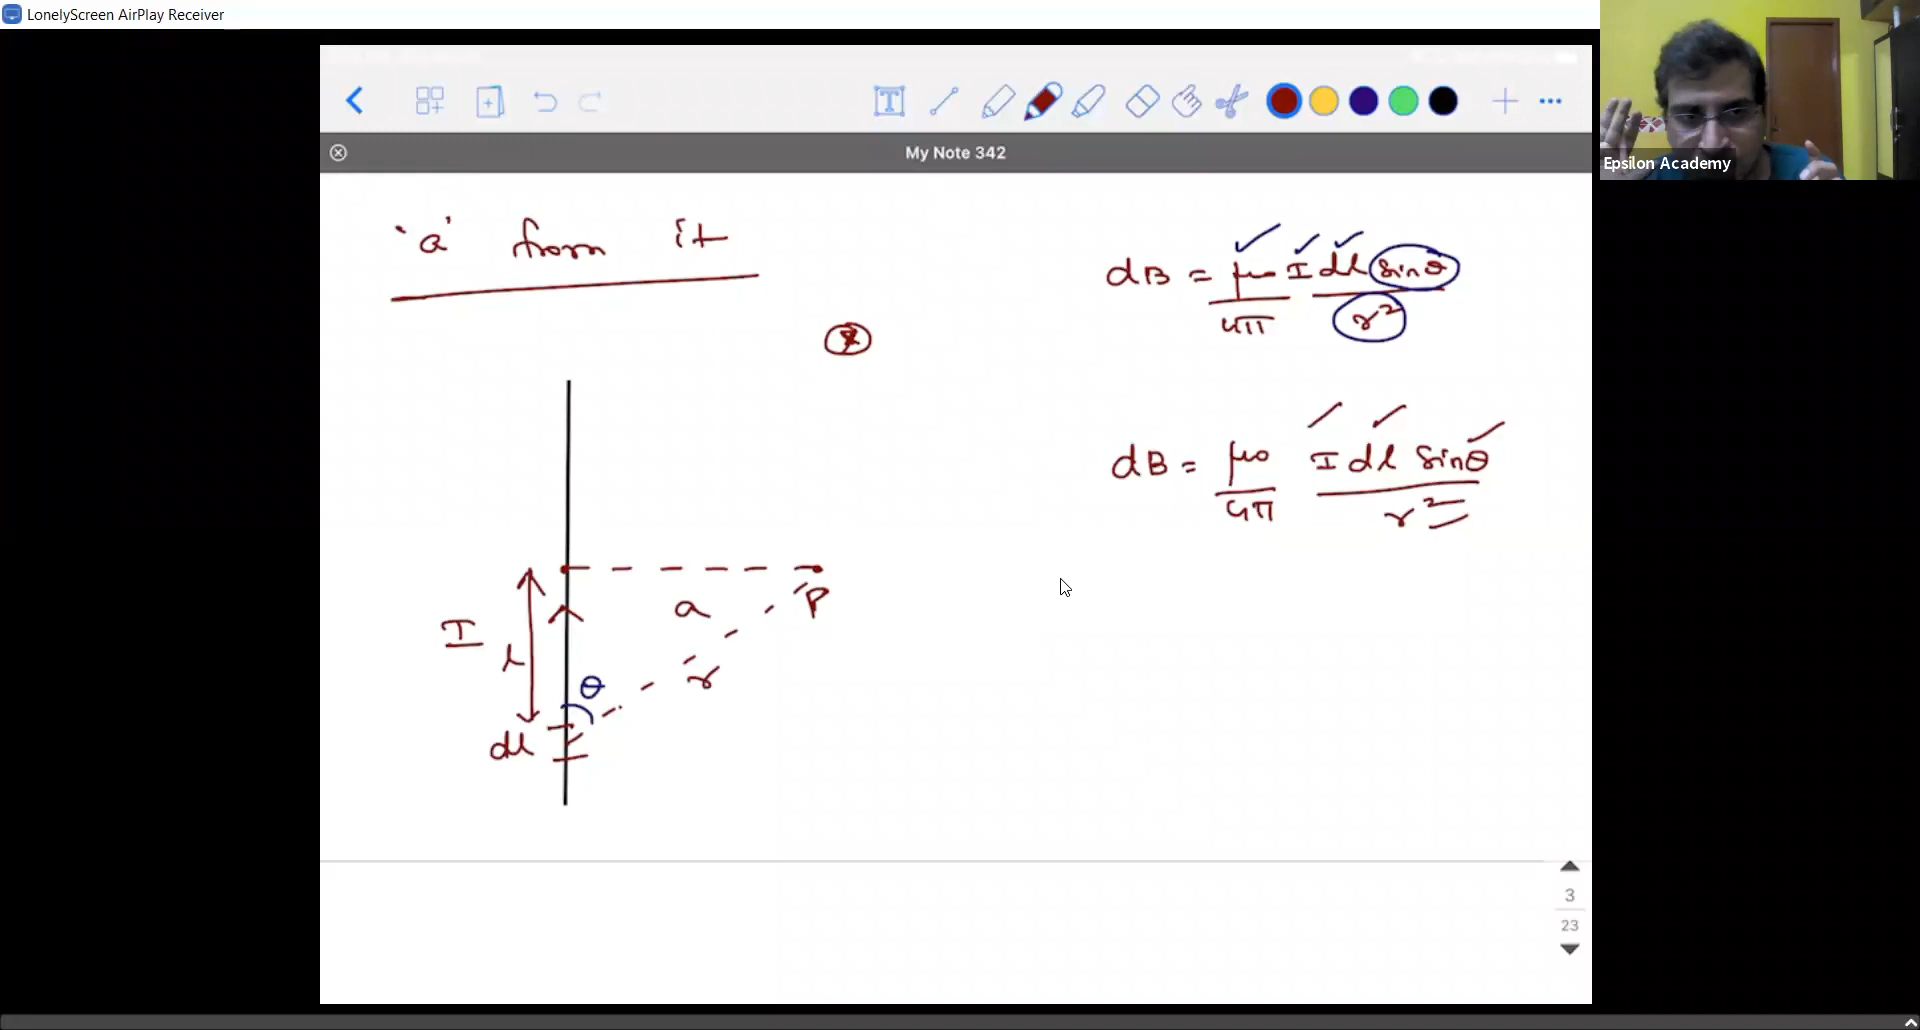 LonelyScreen AirPlay Receiver
My Note 342
Epsilon Academy
'a' from it
dB = μ₀/4π I dl sinθ/r²
dB = μ₀/4π I dl sinθ/r²
a
P
I
l
θ
r
dl
3
23